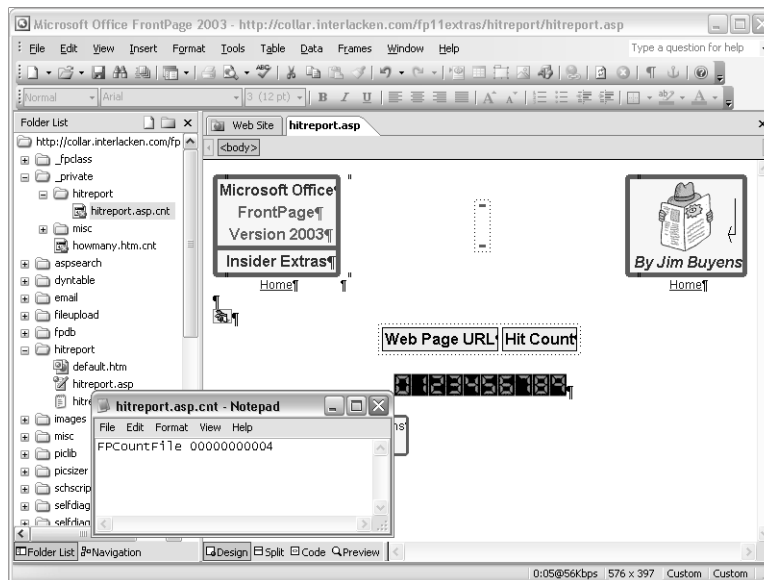 Microsoft Office FrontPage 2003 - http://collar.interlacken.com/fp11extras/hitreport/hitreport.asp
File Edit View Insert Format Tools Table Data Frames Window Help Type a question for help
Normal Arial 3 (12 pt) B I U
Folder List
Web Site hitreport.asp
<body>
http://collar.interlacken.com/fp
_fpclass
_private
hitreport
hitreport.asp.cnt
misc
howmany.htm.cnt
aspsearch
dyntable
email
fileupload
fpdb
hitreport
default.htm
hitreport.asp
hitre
images
misc
piclib
picsizer
schscrip
selfdiag
selfdiag
Folder List Navigation
Microsoft Office
FrontPage¶
Version 2003¶
Insider Extras¶
Home¶ ¶
By Jim Buyens
Home¶
¶
¶
Web Page URL Hit Count
0123456789¶
ns
hitreport.asp.cnt - Notepad
File Edit Format View Help
FPCountFile 00000000004
Design Split Code Preview
0:05@56Kbps 576 x 397 Custom Custom